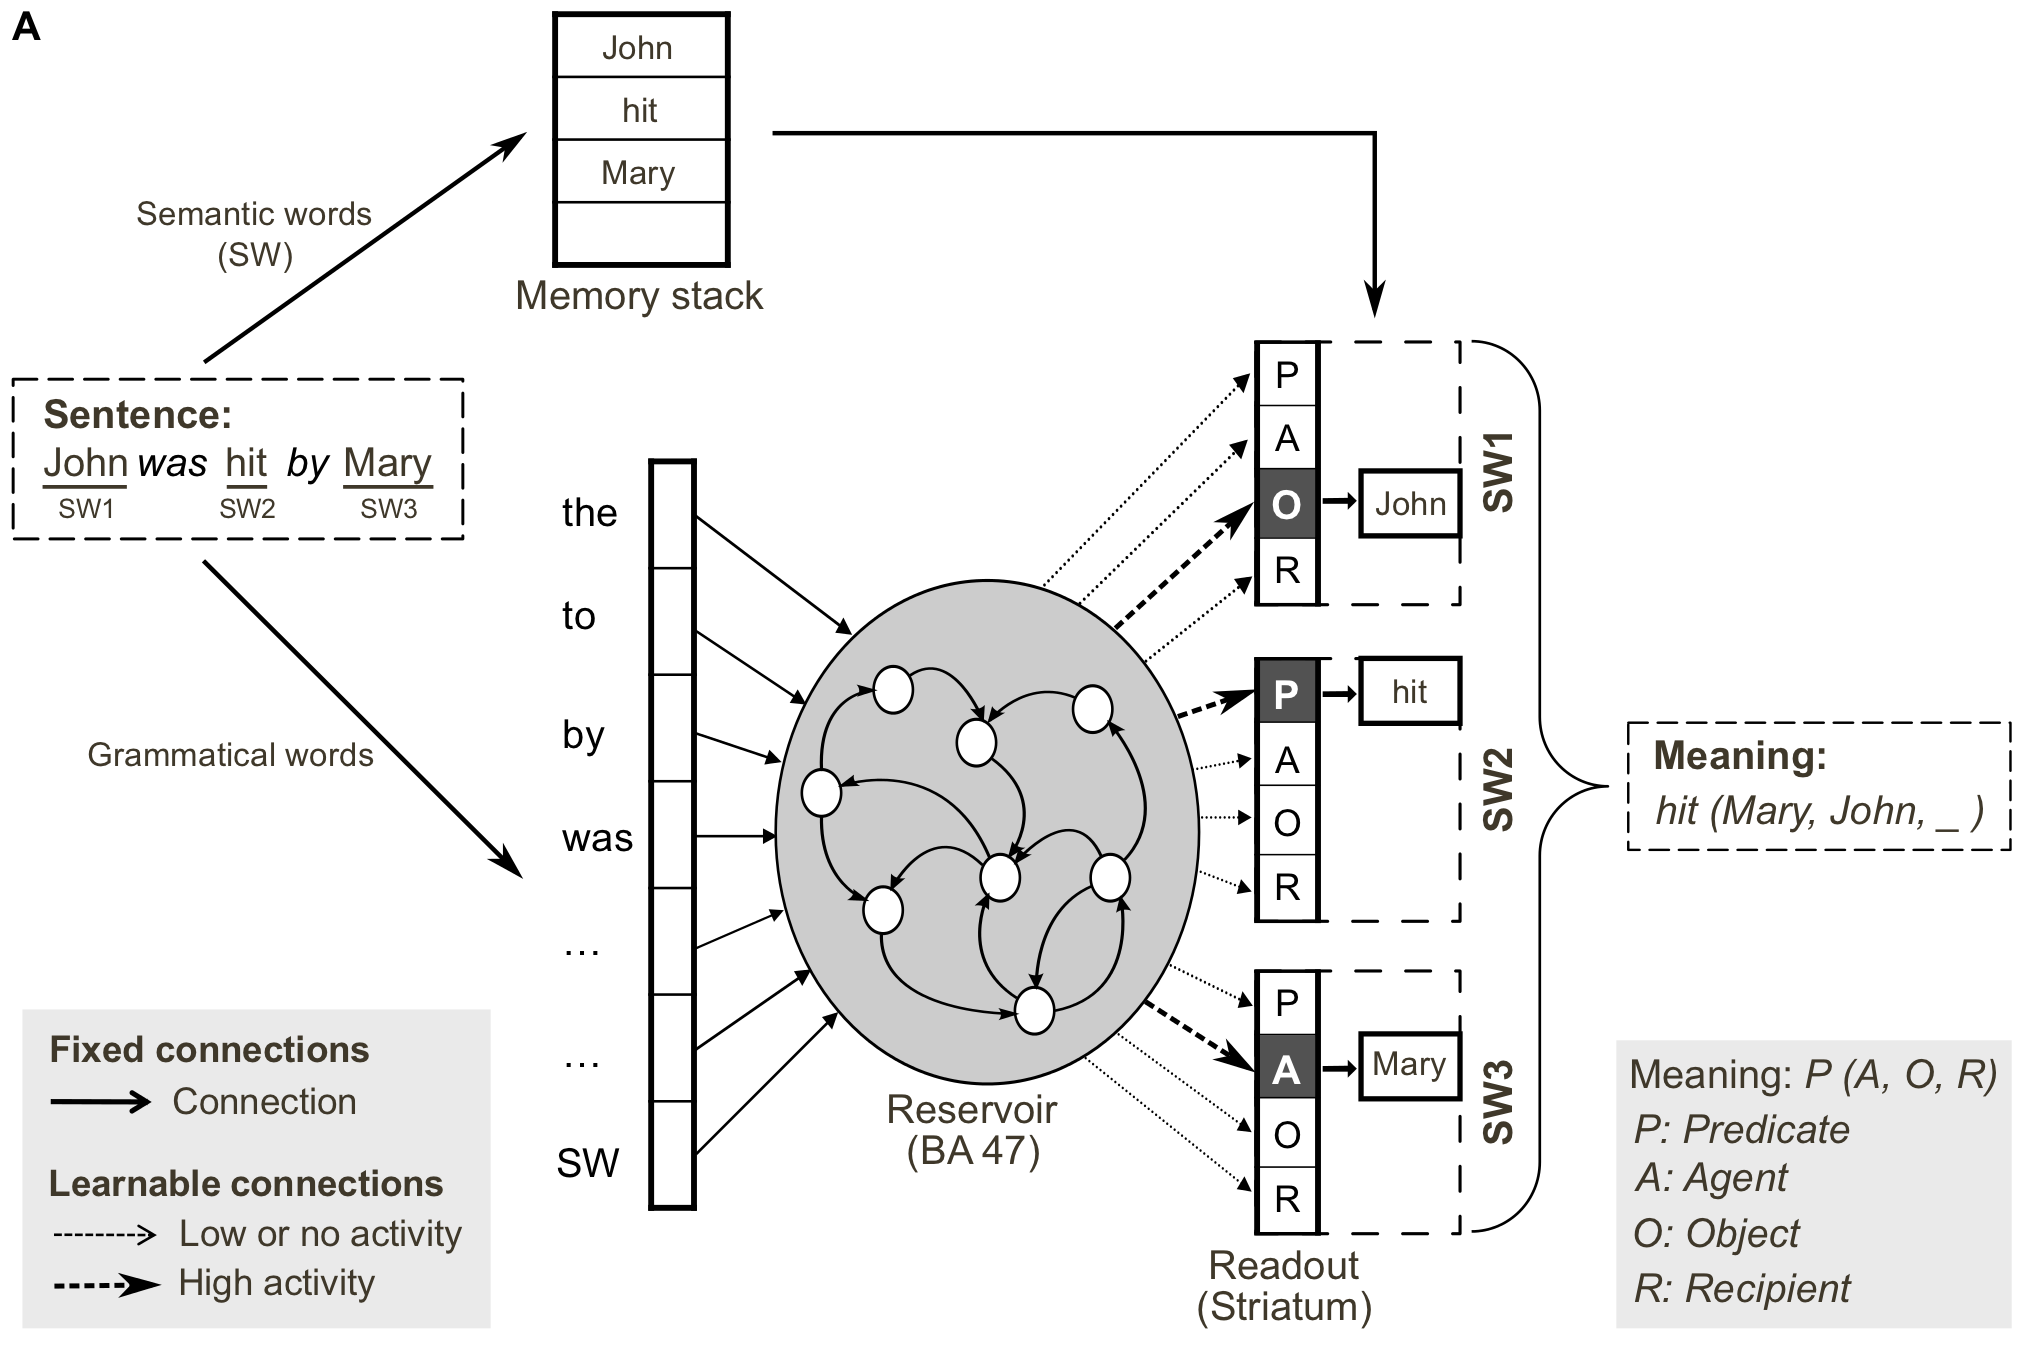 A
John
hit
Mary
Memory stack
Semantic words
(SW)
Sentence:
John was hit by Mary
SW1 SW2 SW3
Grammatical words
the
to
by
was
...
...
SW
Reservoir
(BA 47)
P
A
O
R
John
SW1
P
A
O
R
hit
SW2
P
A
O
R
Mary
SW3
Readout
(Striatum)
Meaning:
hit (Mary, John, _ )
Fixed connections
Connection
Learnable connections
Low or no activity
High activity
Meaning: P (A, O, R)
P: Predicate
A: Agent
O: Object
R: Recipient